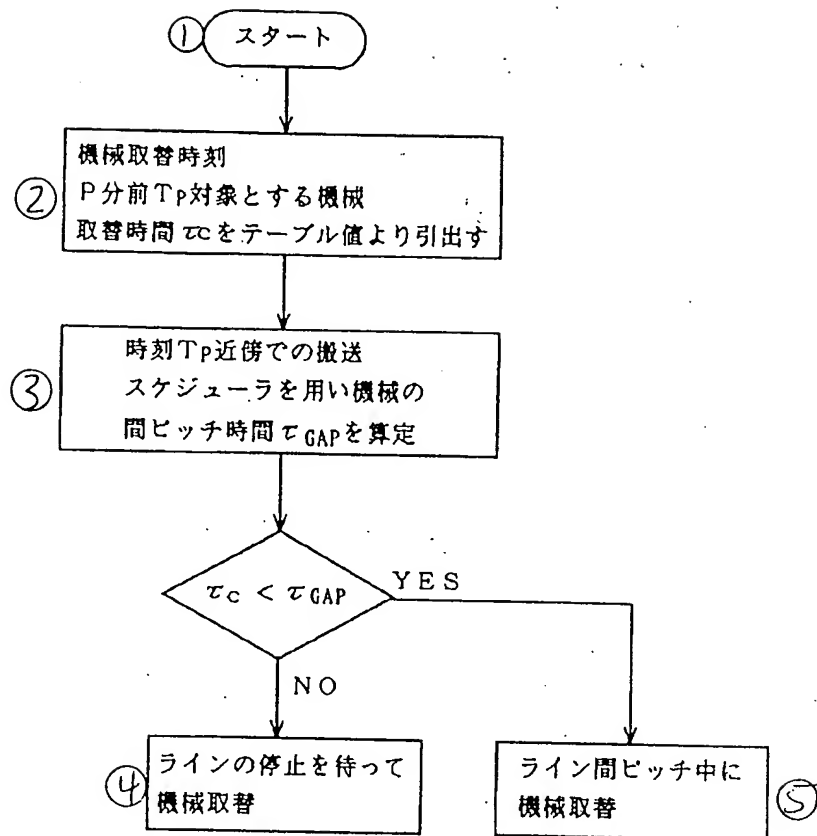 ① スタート
機械取替時刻
② P分前TP対象とする機械
取替時間τCをテーブル値より引出す
時刻TP近傍での搬送
③ スケジューラを用い機械の
間ピッチ時間τGAPを算定
τC < τGAP
YES
NO
④ ラインの停止を待って
機械取替
ライン間ピッチ中に
機械取替 ⑤